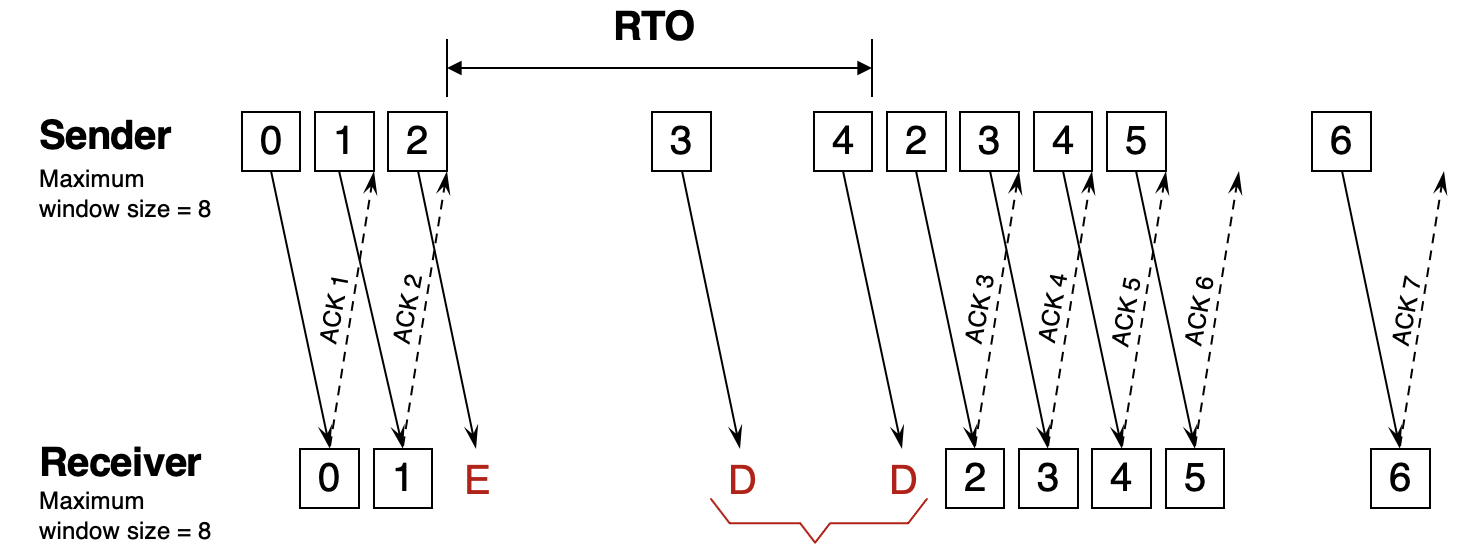 RTO
Sender
Maximum
window size = 8
0 1 2 3 4 2 3 4 5 6
ACK 1 ACK 2 ACK 3 ACK 4 ACK 5 ACK 6 ACK 7
Receiver
Maximum
window size = 8
0 1 E D D 2 3 4 5 6